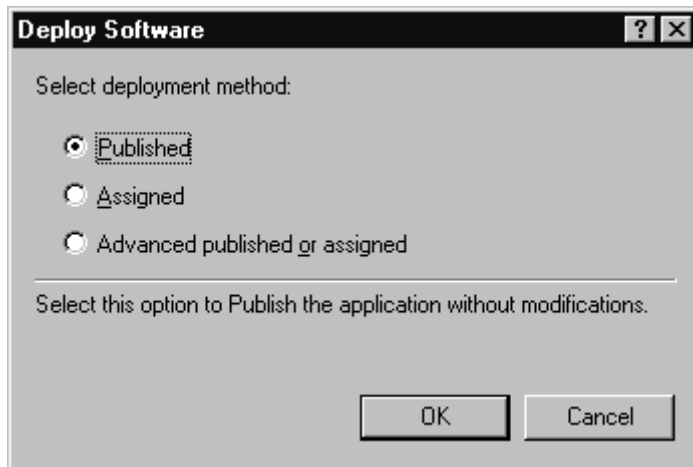 Deploy Software
Select deployment method:
Published
Assigned
Advanced published or assigned
Select this option to Publish the application without modifications.
OK
Cancel